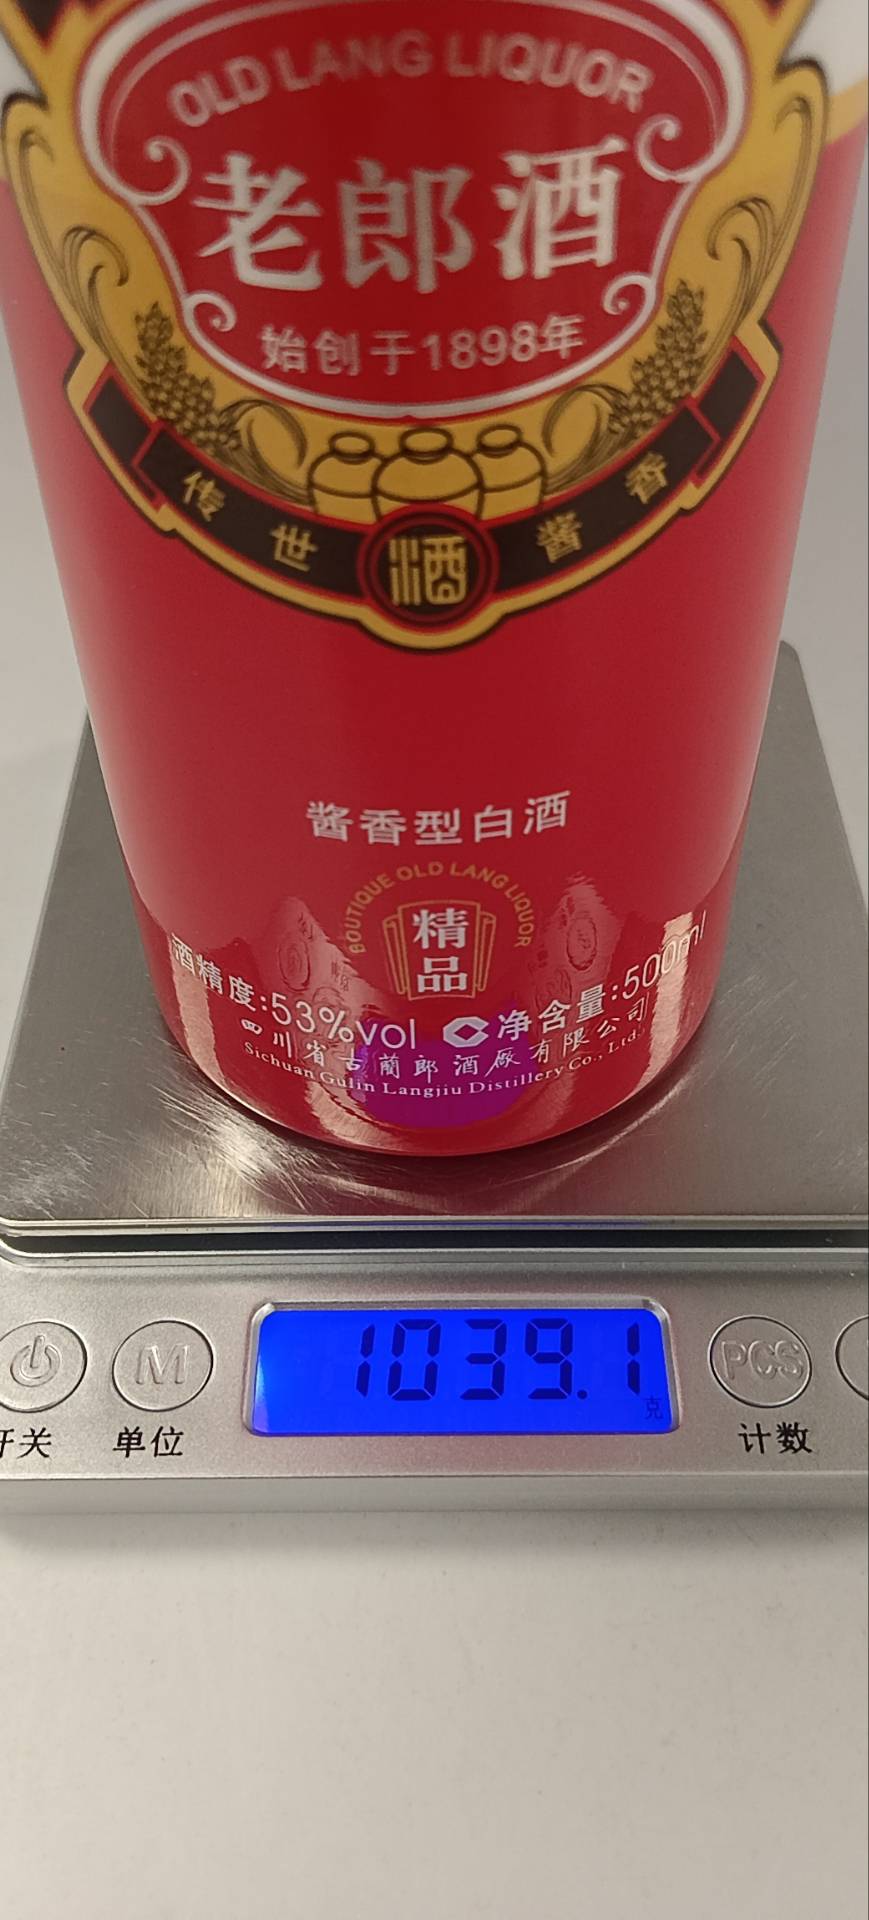 OLD LANG LIQUOR
老郎酒
始创于1898年
传世 酒 酱香
酱香型白酒
BOUTIQUE OLD LANG LIQUOR
精品
酒精度:53%vol 净含量:500ml
四川省古蔺郎酒厰有限公司
Sichuan Gulin Langjiu Distillery Co., Ltd.
1039.1
克
M PCS
开关 单位 计数